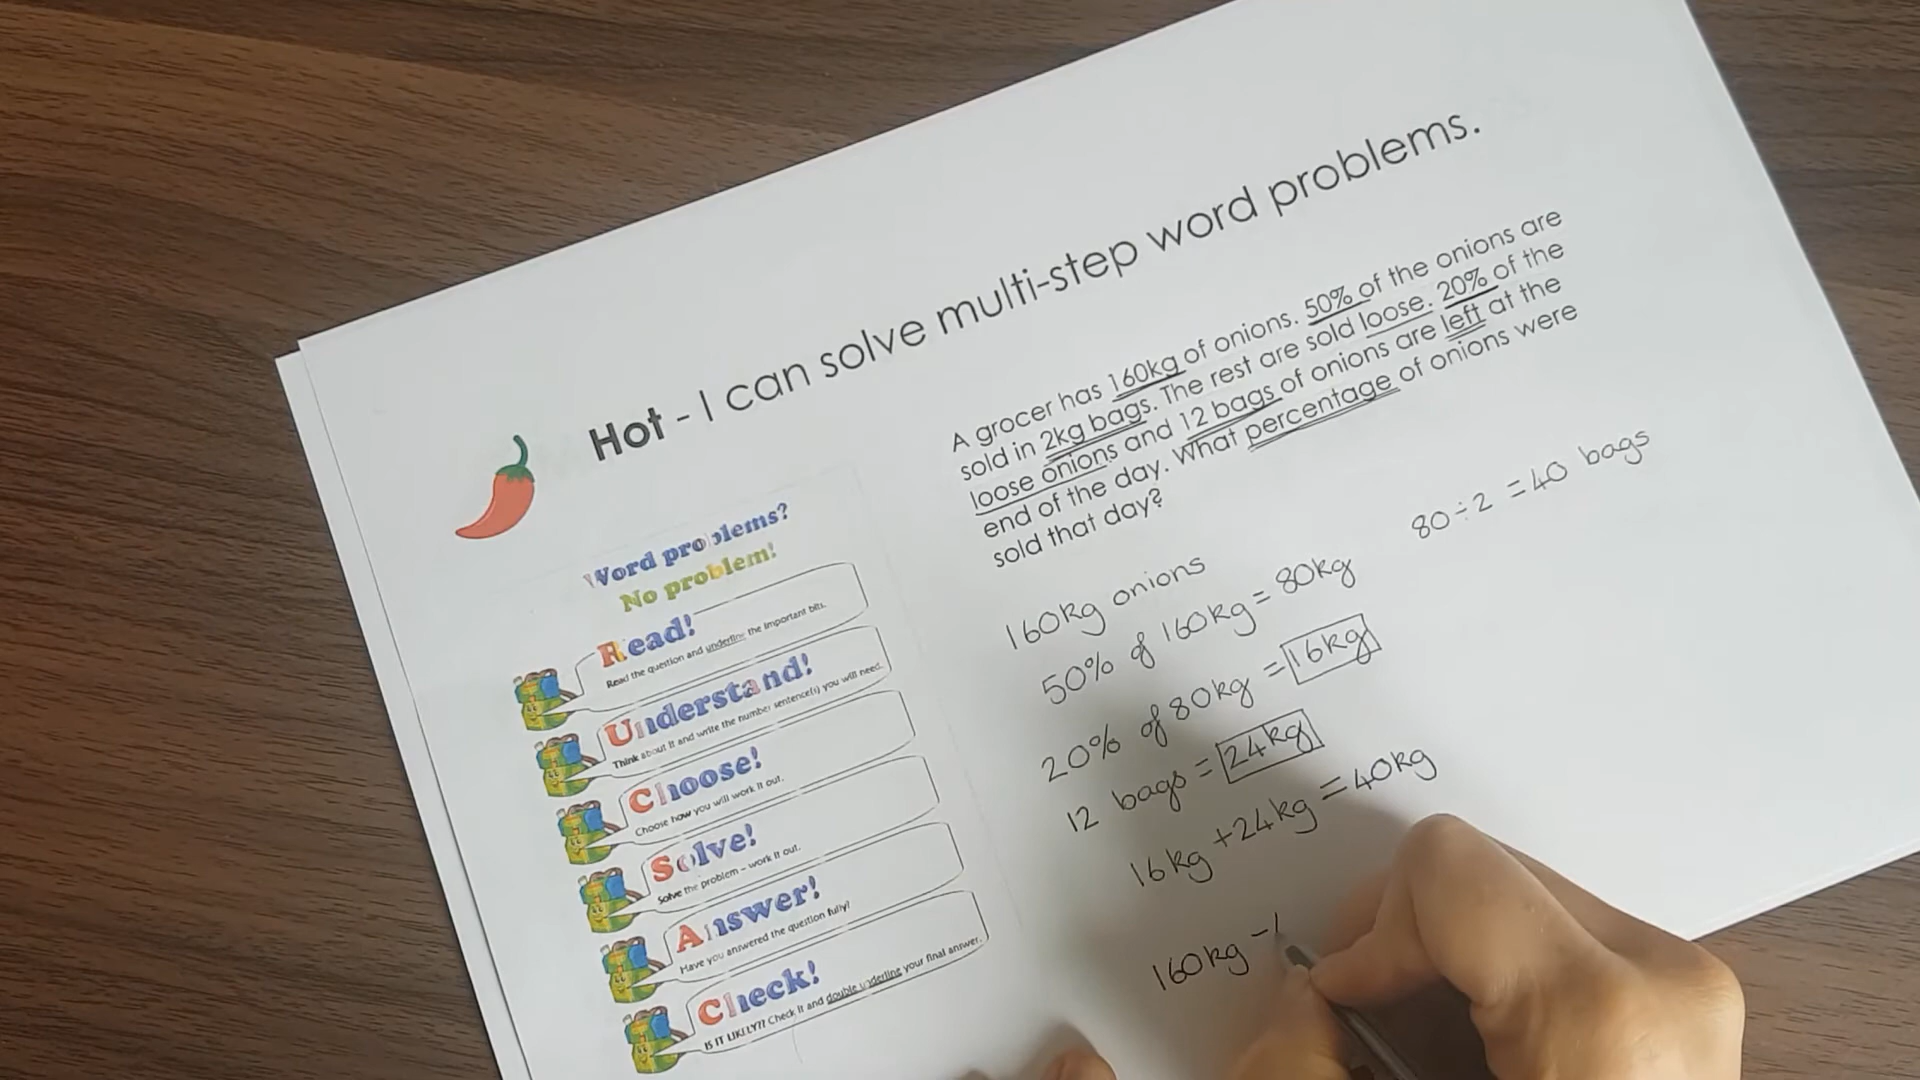 Hot - I can solve multi-step word problems.
A grocer has 160kg of onions. 50% of the onions are
sold in 2kg bags. The rest are sold loose. 20% of the
loose onions and 12 bags of onions are left at the
end of the day. What percentage of onions were
sold that day?
Word problems?
No problem!
Read!
Read the question and underline the important bits.
Understand!
Think about it and write the number sentence(s) you will need.
Choose!
Choose how you will work it out.
Solve!
Solve the problem – work it out.
Answer!
Have you answered the question fully?
Check!
IS IT LIKELY?? Check it and double underline your final answer.
160kg onions
50% of 160kg = 80kg
80÷2 = 40 bags
20% of 80kg = 16kg
12 bags = 24kg
16kg + 24kg = 40kg
160kg -